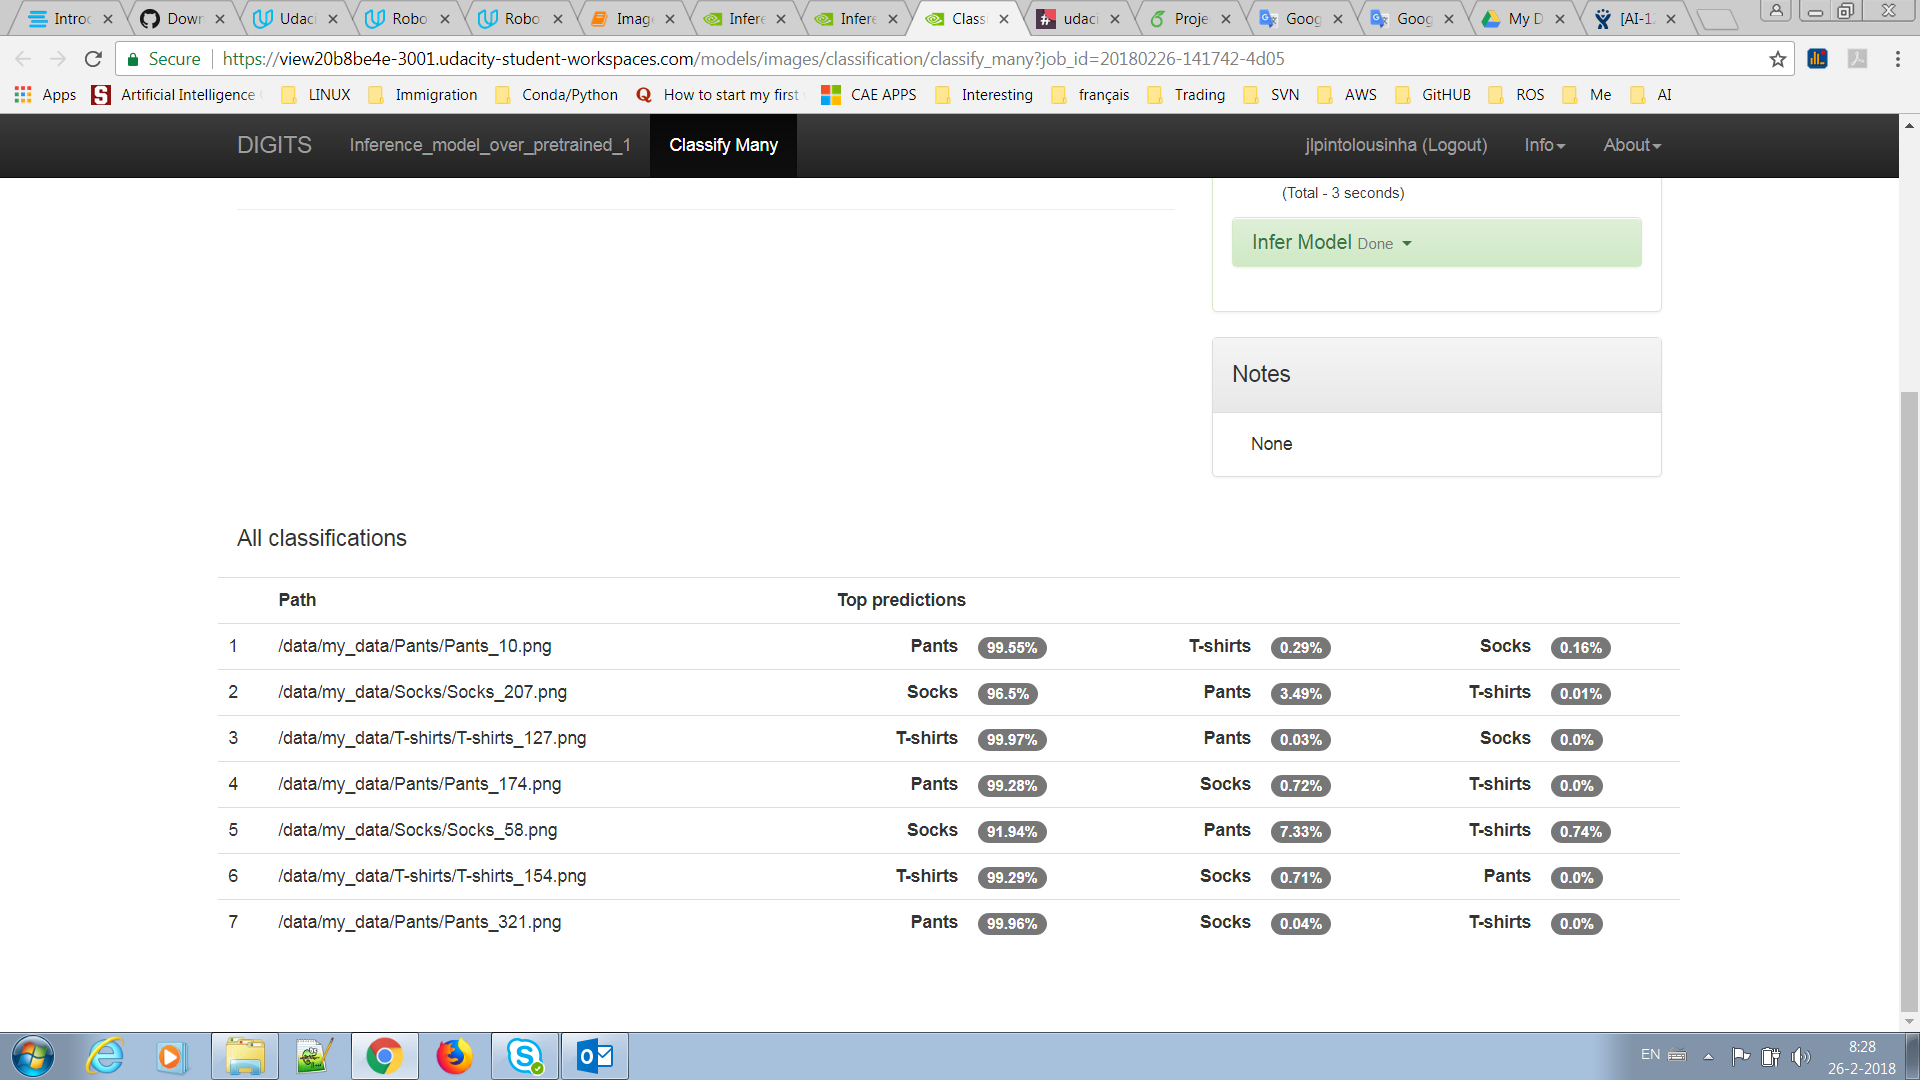 Introd
Down
Udaci
Robo
Robo
Image
Infere
Infere
Classi
udaci
Proje
Goog
Goog
My D
[AI-1
Secure https://view20b8be4e-3001.udacity-student-workspaces.com/models/images/classification/classify_many?job_id=20180226-141742-4d05
Apps Artificial Intelligence LINUX Immigration Conda/Python How to start my first CAE APPS Interesting français Trading SVN AWS GitHUB ROS Me AI
DIGITS Inference_model_over_pretrained_1 Classify Many jlpintolousinha (Logout) Info About
(Total - 3 seconds)
Infer Model Done
Notes
None
All classifications
Path Top predictions
1 /data/my_data/Pants/Pants_10.png Pants 99.55% T-shirts 0.29% Socks 0.16%
2 /data/my_data/Socks/Socks_207.png Socks 96.5% Pants 3.49% T-shirts 0.01%
3 /data/my_data/T-shirts/T-shirts_127.png T-shirts 99.97% Pants 0.03% Socks 0.0%
4 /data/my_data/Pants/Pants_174.png Pants 99.28% Socks 0.72% T-shirts 0.0%
5 /data/my_data/Socks/Socks_58.png Socks 91.94% Pants 7.33% T-shirts 0.74%
6 /data/my_data/T-shirts/T-shirts_154.png T-shirts 99.29% Socks 0.71% Pants 0.0%
7 /data/my_data/Pants/Pants_321.png Pants 99.96% Socks 0.04% T-shirts 0.0%
EN
8:28
26-2-2018